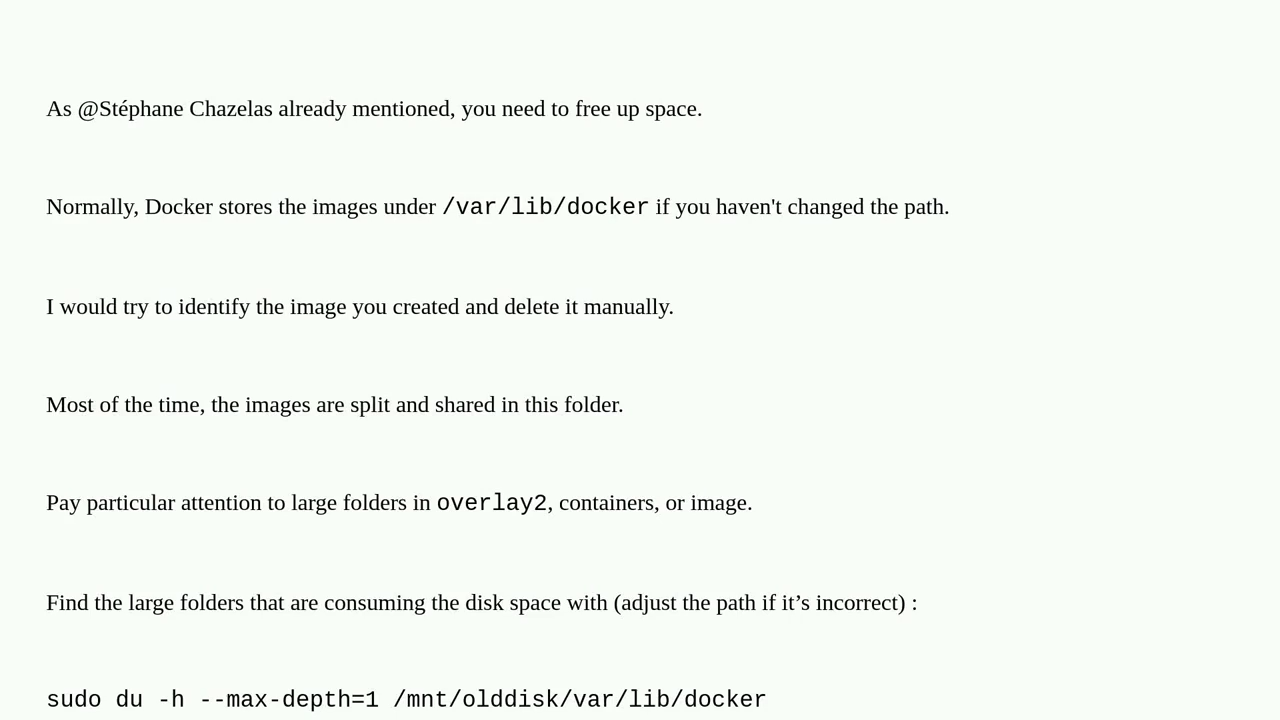 As @Stéphane Chazelas already mentioned, you need to free up space.
Normally, Docker stores the images under /var/lib/docker if you haven't changed the path.
I would try to identify the image you created and delete it manually.
Most of the time, the images are split and shared in this folder.
Pay particular attention to large folders in overlay2, containers, or image.
Find the large folders that are consuming the disk space with (adjust the path if it’s incorrect) :
sudo du -h --max-depth=1 /mnt/olddisk/var/lib/docker